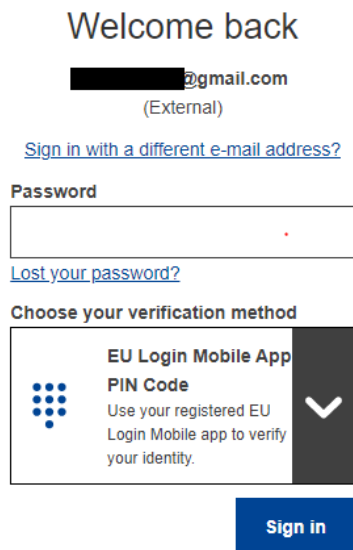 Welcome back
@gmail.com
(External)
Sign in with a different e-mail address?
Password
Lost your password?
Choose your verification method
EU Login Mobile App
PIN Code
Use your registered EU
Login Mobile app to verify
your identity.
Sign in